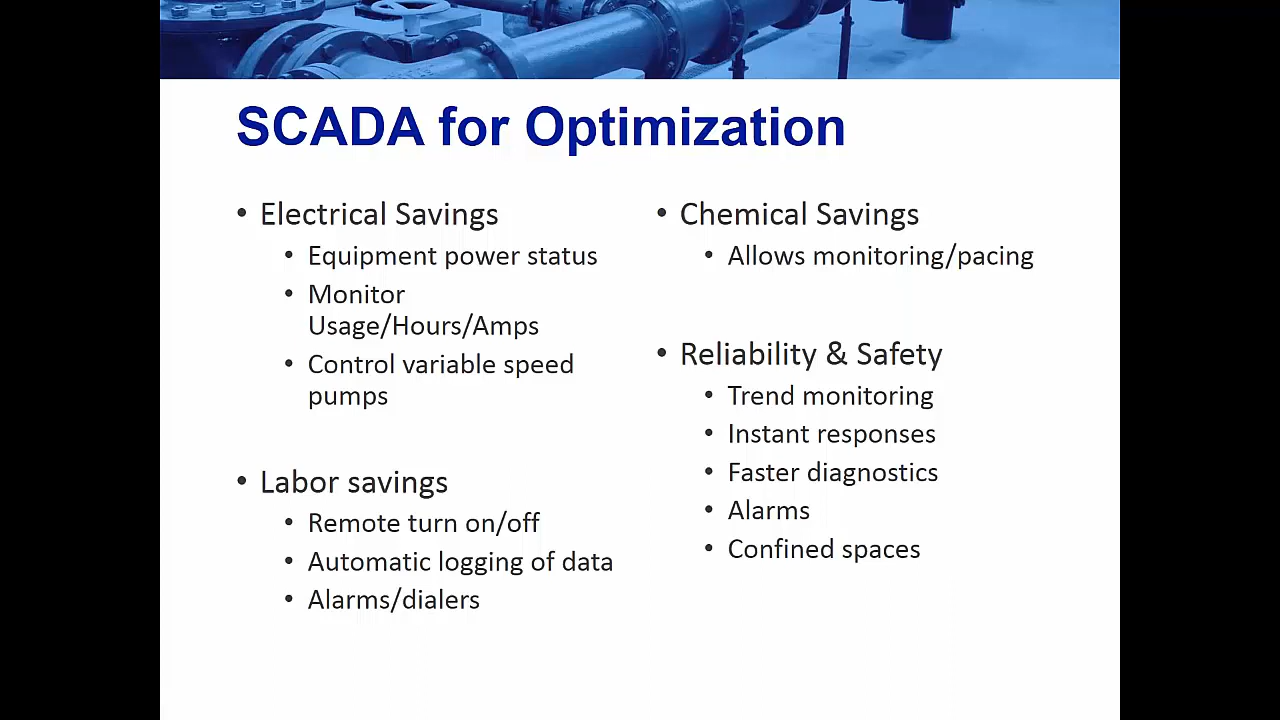 SCADA for Optimization
• Electrical Savings
• Equipment power status
• Monitor
Usage/Hours/Amps
• Control variable speed
pumps
• Labor savings
• Remote turn on/off
• Automatic logging of data
• Alarms/dialers
• Chemical Savings
• Allows monitoring/pacing
• Reliability & Safety
• Trend monitoring
• Instant responses
• Faster diagnostics
• Alarms
• Confined spaces